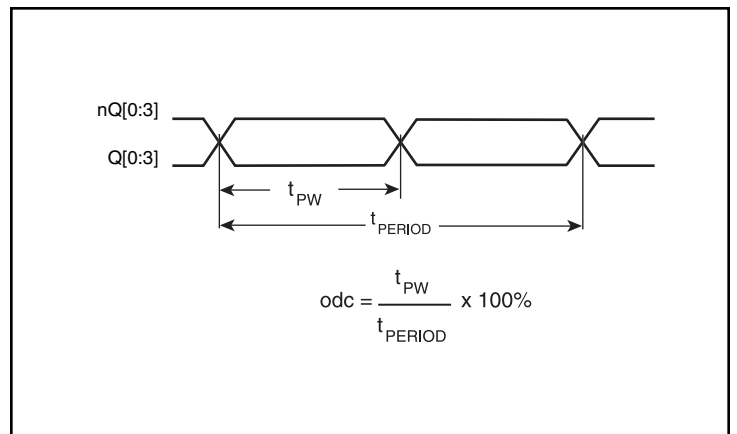 nQ[0:3]
Q[0:3]
tPW
tPERIOD
tPW
odc = x 100%
tPERIOD